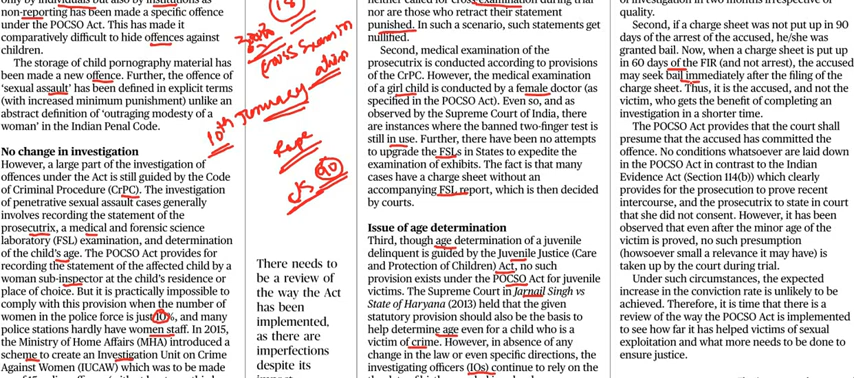 only by individuals but also by institutions as
non-reporting has been made a specific offence
under the POCSO Act. This has made it
comparatively difficult to hide offences against
children.
The storage of child pornography material has
been made a new offence. Further, the offence of
‘sexual assault’ has been defined in explicit terms
(with increased minimum punishment) unlike an
abstract definition of ‘outraging modesty of a
woman’ in the Indian Penal Code.
No change in investigation
However, a large part of the investigation of
offences under the Act is still guided by the Code
of Criminal Procedure (CrPC). The investigation
of penetrative sexual assault cases generally
involves recording the statement of the
prosecutrix, a medical and forensic science
laboratory (FSL) examination, and determination
of the child’s age. The POCSO Act provides for
recording the statement of the affected child by a
woman sub-inspector at the child’s residence or
place of choice. But it is practically impossible to
comply with this provision when the number of
women in the police force is just 10%, and many
police stations hardly have women staff. In 2015,
the Ministry of Home Affairs (MHA) introduced a
scheme to create an Investigation Unit on Crime
Against Women (IUCAW) which was to be made
18
Cross Examin
10th January
Rape
CS 90
There needs to
be a review of
the way the Act
has been
implemented,
as there are
imperfections
despite its
neither called for cross examination during trial
nor are those who retract their statement
punished. In such a scenario, such statements get
nullified.
Second, medical examination of the
prosecutrix is conducted according to provisions
of the CrPC. However, the medical examination
of a girl child is conducted by a female doctor (as
specified in the POCSO Act). Even so, and as
observed by the Supreme Court of India, there
are instances where the banned two-finger test is
still in use. Further, there have been no attempts
to upgrade the FSLs in States to expedite the
examination of exhibits. The fact is that many
cases have a charge sheet without an
accompanying FSL report, which is then decided
by courts.
Issue of age determination
Third, though age determination of a juvenile
delinquent is guided by the Juvenile Justice (Care
and Protection of Children) Act, no such
provision exists under the POCSO Act for juvenile
victims. The Supreme Court in Jarnail Singh vs
State of Haryana (2013) held that the given
statutory provision should also be the basis to
help determine age even for a child who is a
victim of crime. However, in absence of any
change in the law or even specific directions, the
investigating officers (IOs) continue to rely on the
of investigation in two months irrespective of
quality.
Second, if a charge sheet was not put up in 90
days of the arrest of the accused, he/she was
granted bail. Now, when a charge sheet is put up
in 60 days of the FIR (and not arrest), the accused
may seek bail immediately after the filing of the
charge sheet. Thus, it is the accused, and not the
victim, who gets the benefit of completing an
investigation in a shorter time.
The POCSO Act provides that the court shall
presume that the accused has committed the
offence. No conditions whatsoever are laid down
in the POCSO Act in contrast to the Indian
Evidence Act (Section 114(b)) which clearly
provides for the prosecution to prove recent
intercourse, and the prosecutrix to state in court
that she did not consent. However, it has been
observed that even after the minor age of the
victim is proved, no such presumption
(howsoever small a relevance it may have) is
taken up by the court during trial.
Under such circumstances, the expected
increase in the conviction rate is unlikely to be
achieved. Therefore, it is time that there is a
review of the way the POCSO Act is implemented
to see how far it has helped victims of sexual
exploitation and what more needs to be done to
ensure justice.